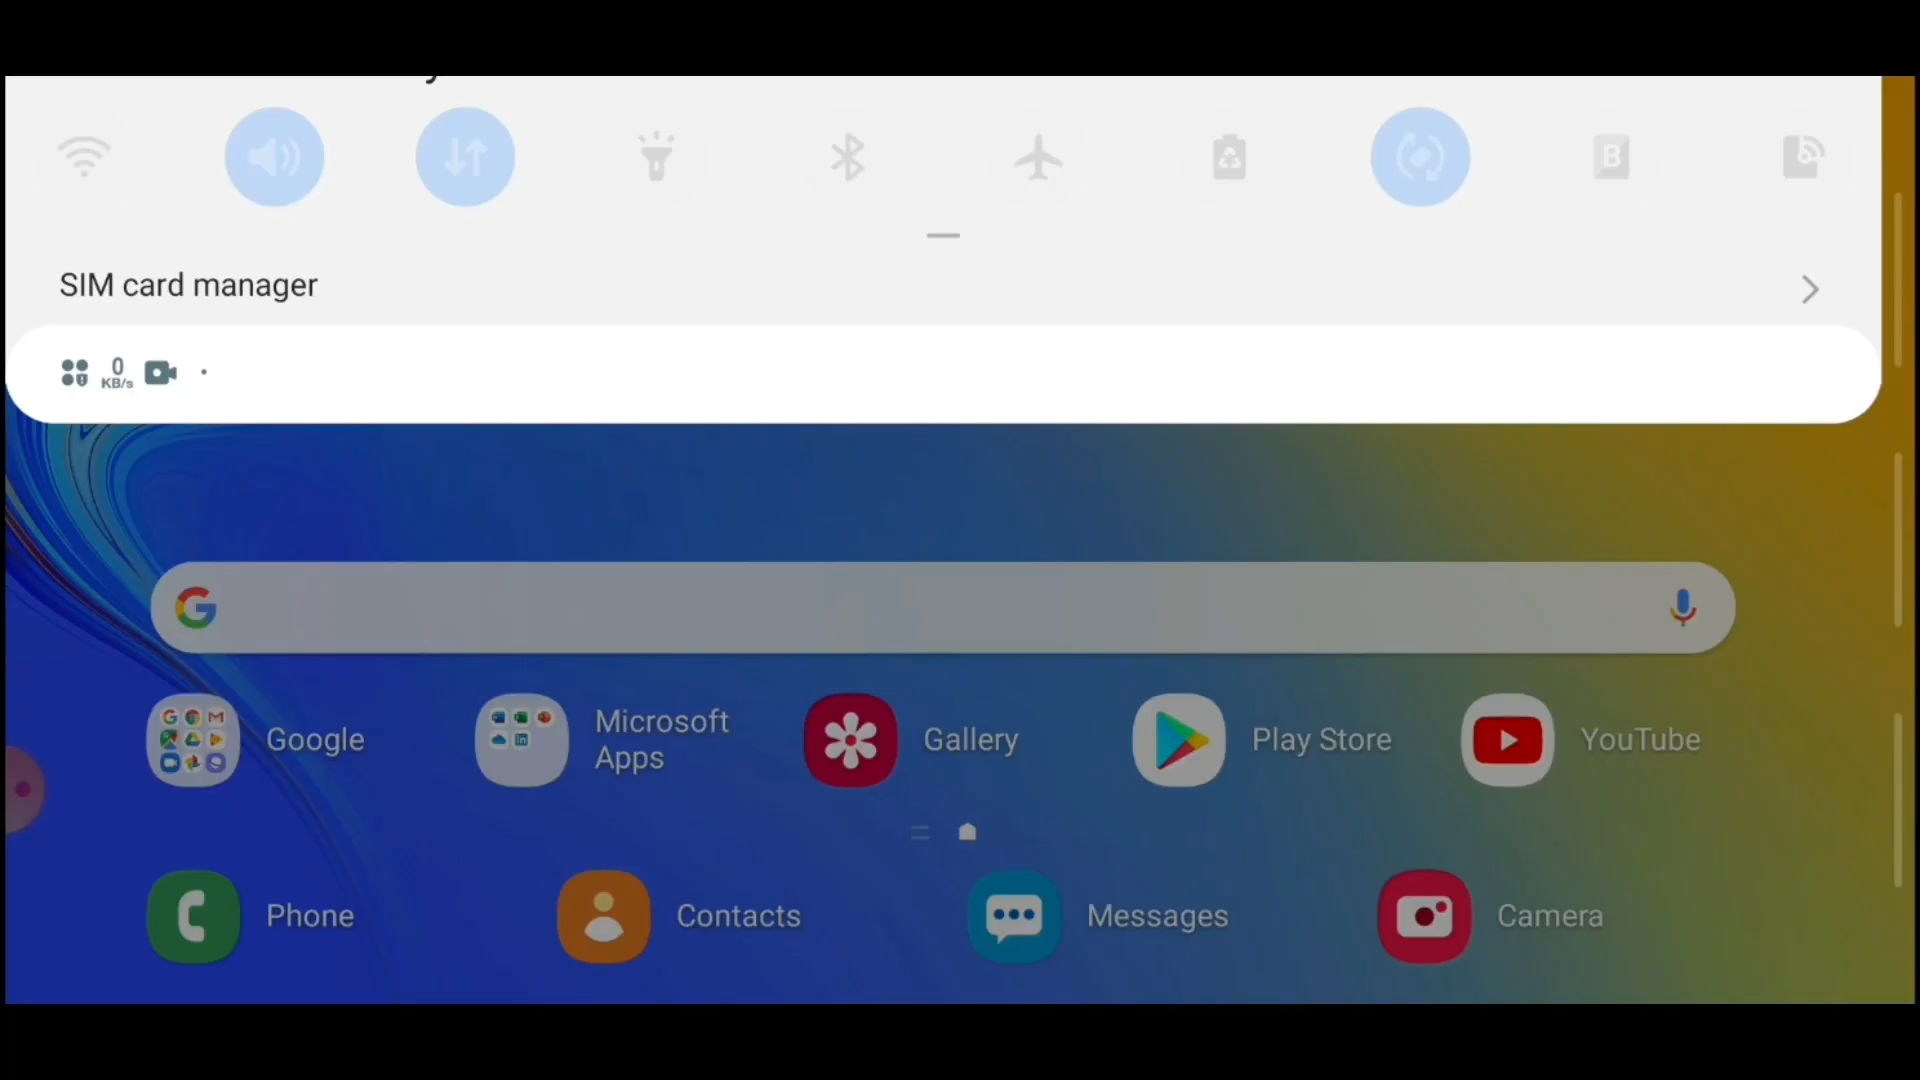 SIM card manager
0
KB/s
Google
Microsoft
Apps
Gallery
Play Store
YouTube
Phone
Contacts
Messages
Camera